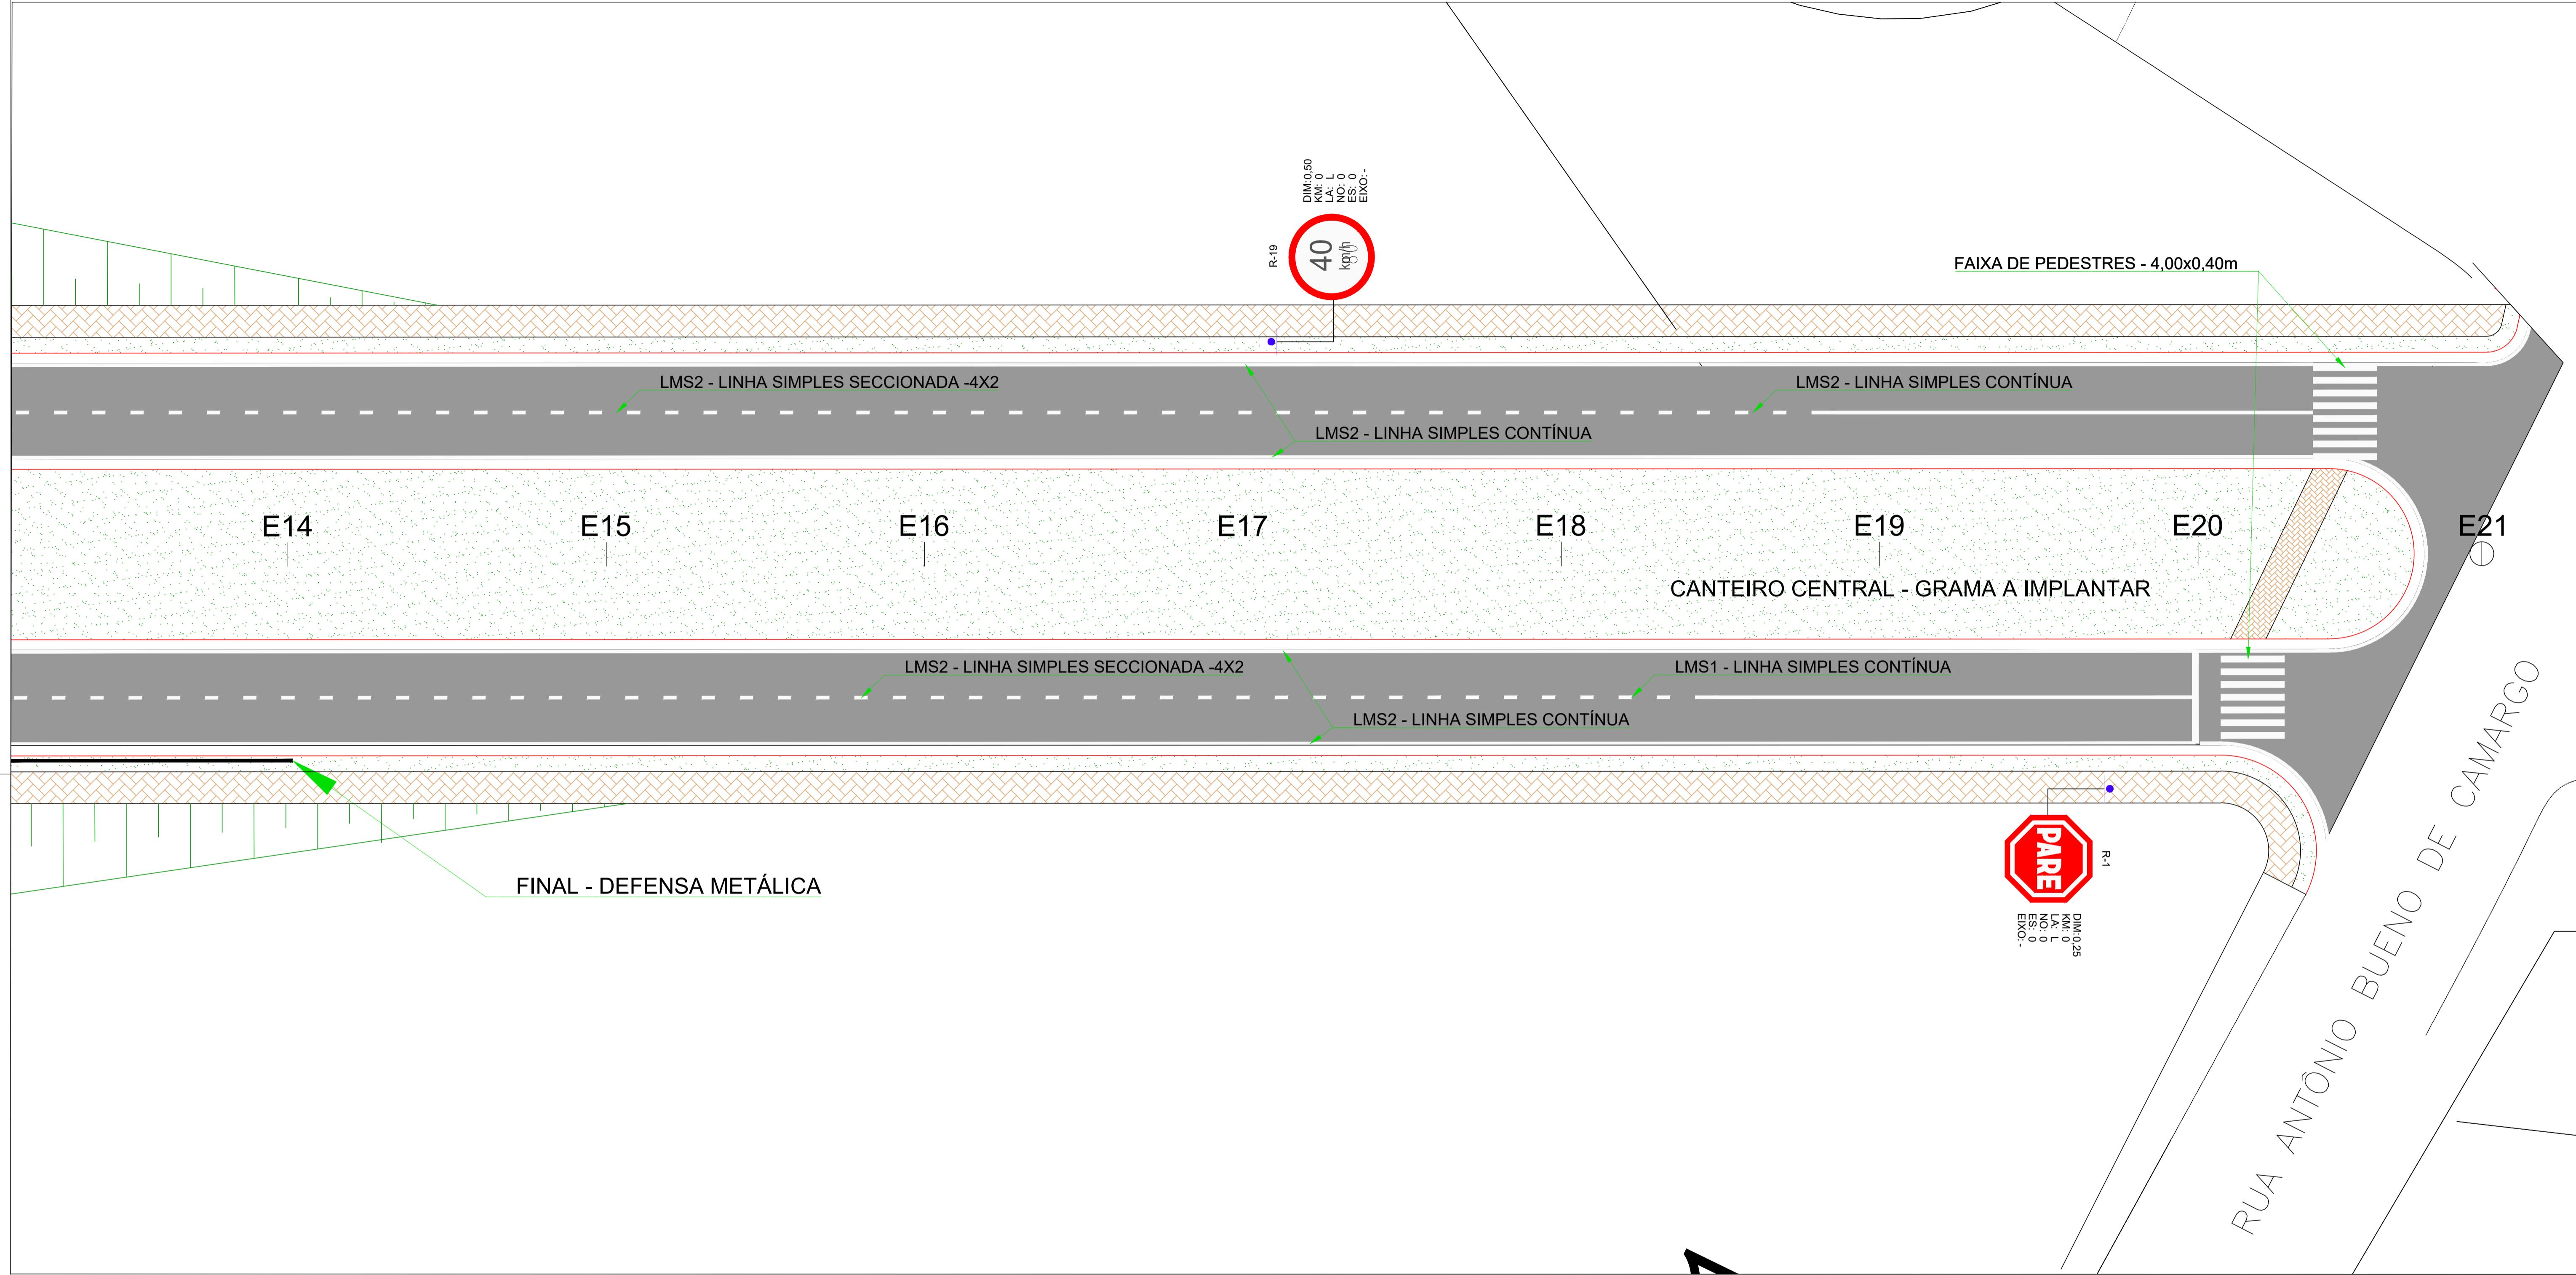 DIM:0,50
KM: 0
LA: L
NO: 0
ES: 0
EIXO: -
R-19
40
km/h
FAIXA DE PEDESTRES - 4,00x0,40m
LMS2 - LINHA SIMPLES SECCIONADA -4X2
LMS2 - LINHA SIMPLES CONTÍNUA
LMS2 - LINHA SIMPLES CONTÍNUA
E14
E15
E16
E17
E18
E19
E20
E21
CANTEIRO CENTRAL - GRAMA A IMPLANTAR
LMS2 - LINHA SIMPLES SECCIONADA -4X2
LMS1 - LINHA SIMPLES CONTÍNUA
LMS2 - LINHA SIMPLES CONTÍNUA
FINAL - DEFENSA METÁLICA
PARE
R-1
DIM:0,25
KM: 0
LA: L
NO: 0
ES: 0
EIXO: -
RUA ANTÔNIO BUENO DE CAMARGO